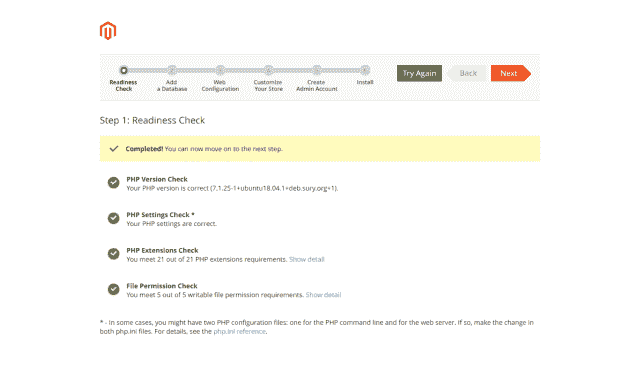 Readiness Check
Add a Database
Web Configuration
Customize Your Store
Create Admin Account
Install
Try Again
Back
Next
Step 1: Readiness Check
Completed! You can now move on to the next step.
PHP Version Check
Your PHP version is correct (7.1.25-1+ubuntu18.04.1+deb.sury.org+1).
PHP Settings Check *
Your PHP settings are correct.
PHP Extensions Check
You meet 21 out of 21 PHP extensions requirements. Show detail
File Permission Check
You meet 5 out of 5 writable file permission requirements. Show detail
* - In some cases, you might have two PHP configuration files: one for the PHP command line and for the web server. If so, make the change in
both php.ini files. For details, see the php.ini reference.